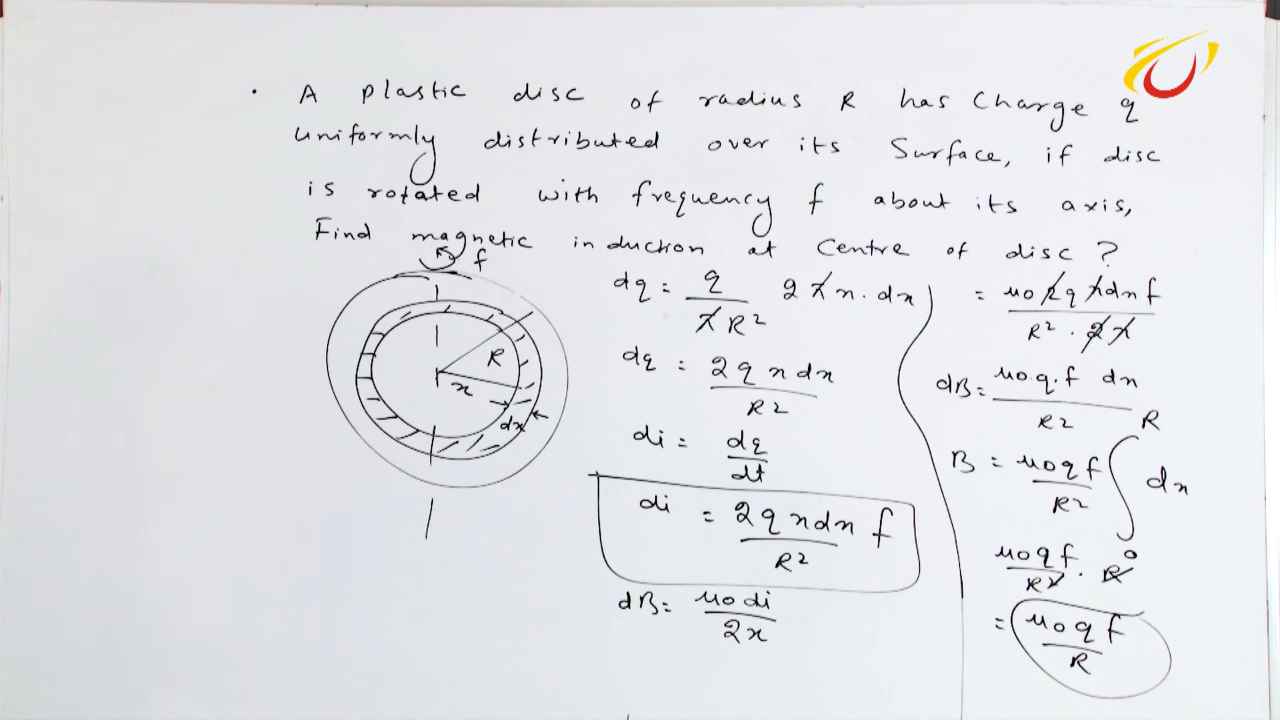 · A plastic disc of radius R has charge q
uniformly distributed over its surface, if disc
is rotated with frequency f about its axis,
Find magnetic induction at centre of disc ?
f
R
x
dx
dq = q/πR² 2πx.dx
dq = 2qxdx/R²
di = dq/dt
di = 2qxdx/R² f
dB = μ0 di/2x
= μ0 2q x dx f/R² . 2x
dB = μ0.q.f dx/R²
B = μ0qf/R² ∫ dx
R
0
μ0qf/R² . R
= μ0qf/R